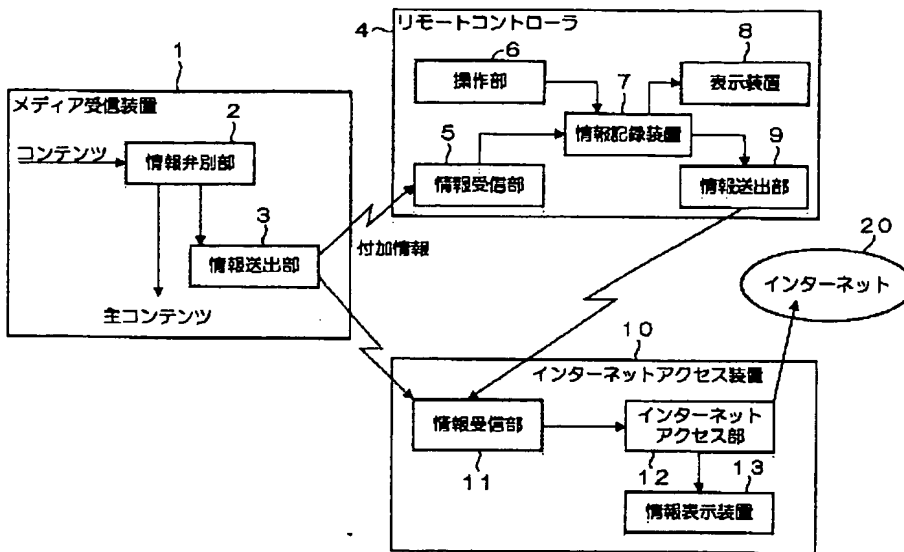 1
メディア受信装置
2
コンテンツ
情報弁別部
3
情報送出部
主コンテンツ
付加情報
4
リモートコントローラ
6
操作部
8
表示装置
7
情報記録装置
5
情報受信部
9
情報送出部
20
インターネット
10
インターネットアクセス装置
情報受信部
11
インターネット
アクセス部
12
13
情報表示装置